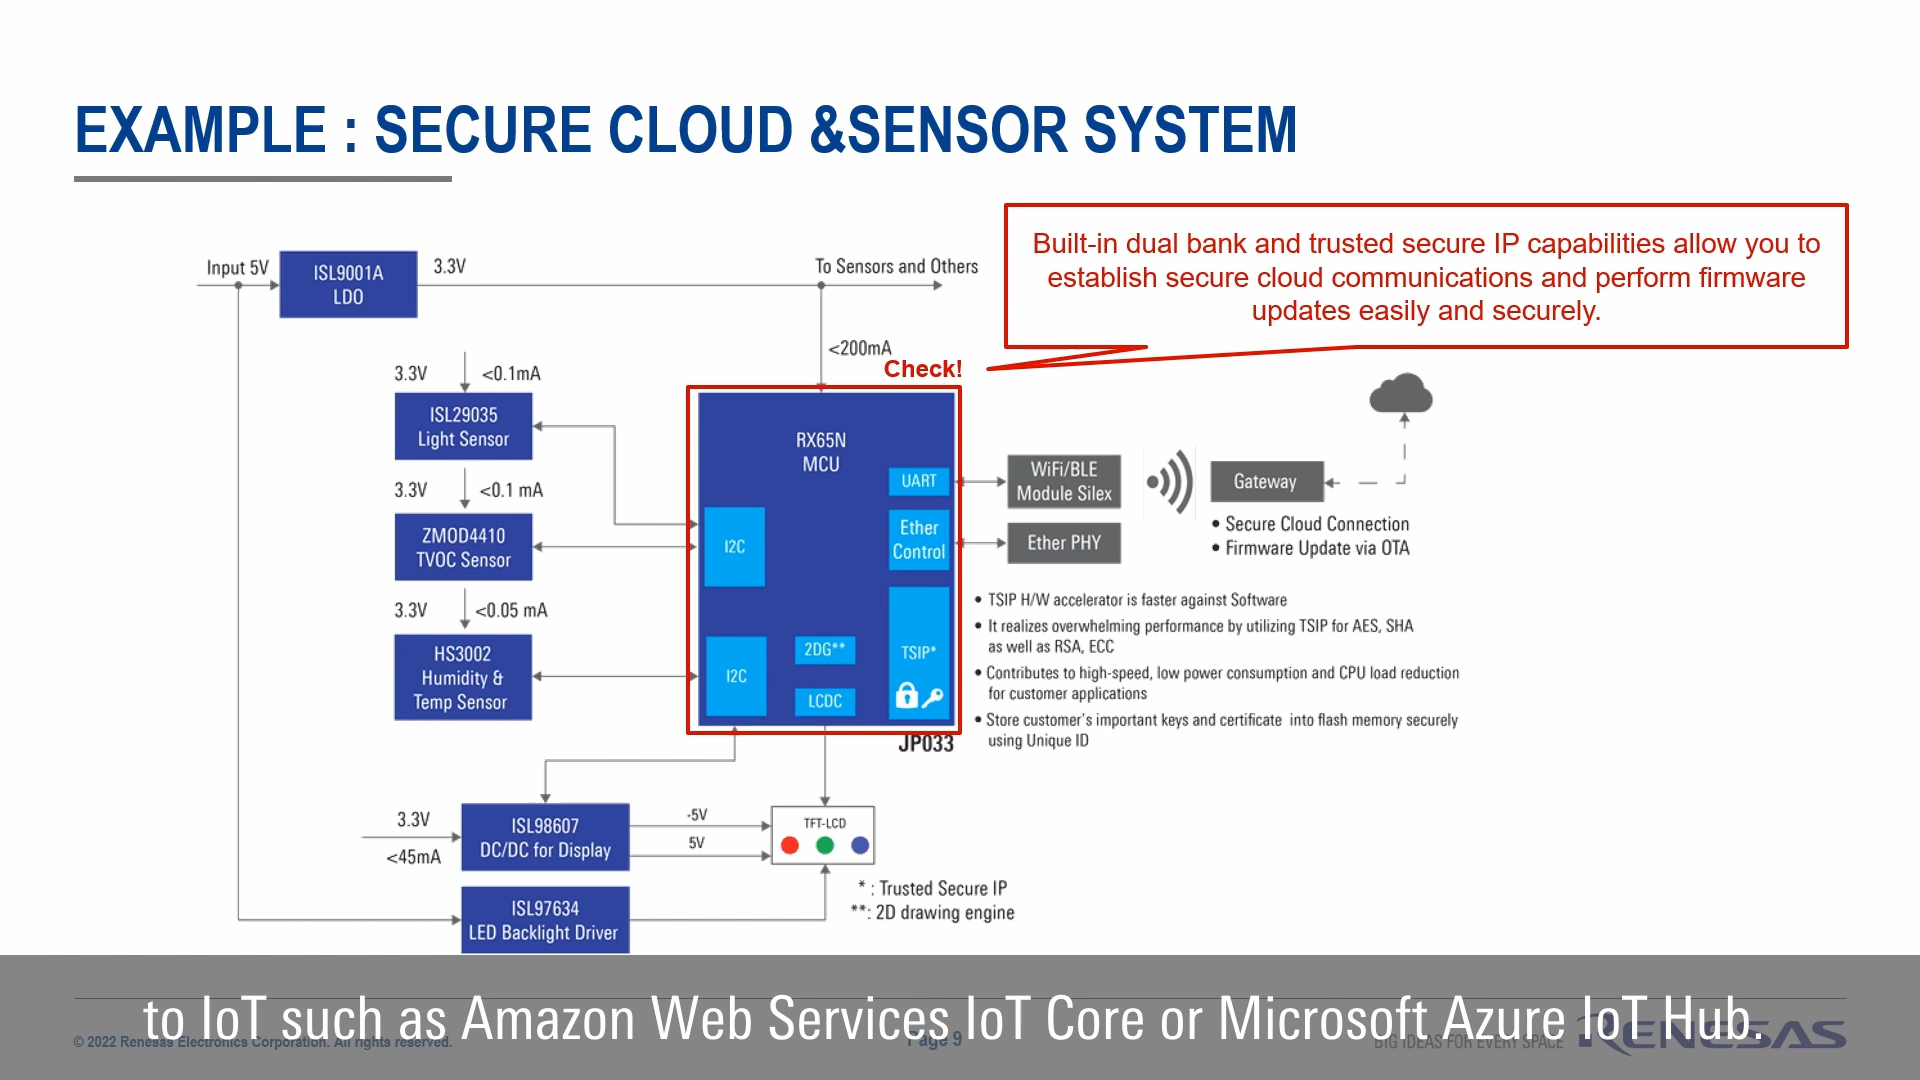 EXAMPLE : SECURE CLOUD &SENSOR SYSTEM
Built-in dual bank and trusted secure IP capabilities allow you to
establish secure cloud communications and perform firmware
updates easily and securely.
Input 5V
ISL9001A
LDO
3.3V
To Sensors and Others
<200mA
Check!
3.3V
<0.1mA
ISL29035
Light Sensor
3.3V
<0.1 mA
ZMOD4410
TVOC Sensor
3.3V
<0.05 mA
HS3002
Humidity &
Temp Sensor
RX65N
MCU
I2C
I2C
2DG**
LCDC
UART
Ether
Control
TSIP*
JP033
WiFi/BLE
Module Silex
Ether PHY
Gateway
• Secure Cloud Connection
• Firmware Update via OTA
• TSIP H/W accelerator is faster against Software
• It realizes overwhelming performance by utilizing TSIP for AES, SHA
as well as RSA, ECC
• Contributes to high-speed, low power consumption and CPU load reduction
for customer applications
• Store customer's important keys and certificate into flash memory securely
using Unique ID
3.3V
<45mA
ISL98607
DC/DC for Display
-5V
5V
TFT-LCD
ISL97634
LED Backlight Driver
* : Trusted Secure IP
**: 2D drawing engine
to IoT such as Amazon Web Services IoT Core or Microsoft Azure IoT Hub.
© 2022 Renesas Electronics Corporation. All rights reserved.
Page 9
BIG IDEAS FOR EVERY SPACE
RENESAS